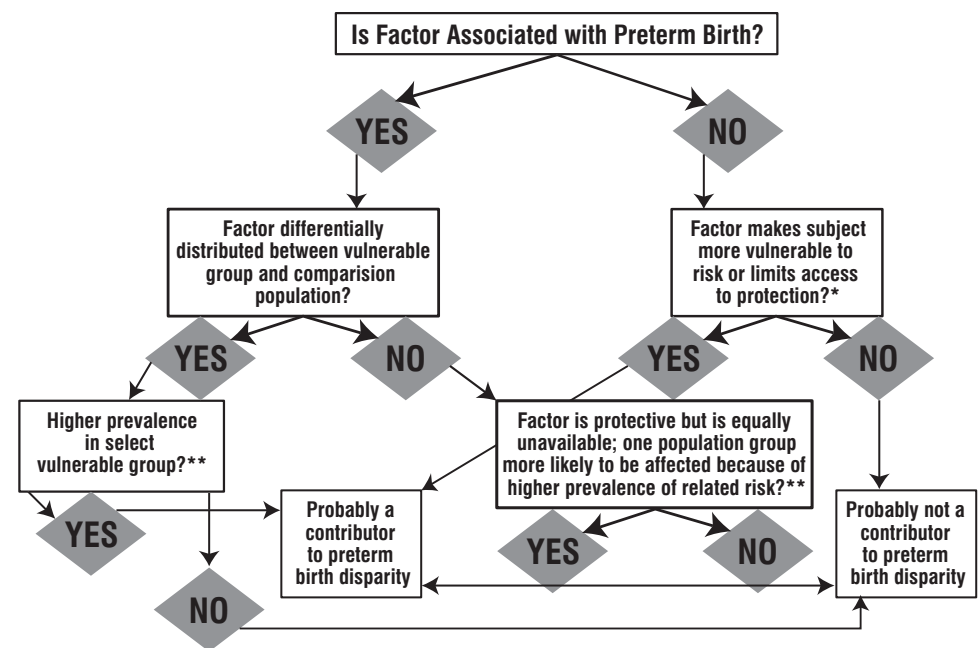 Is Factor Associated with Preterm Birth?
YES
NO
Factor differentially
distributed between vulnerable
group and comparision
population?
Factor makes subject
more vulnerable to
risk or limits access
to protection?*
YES
NO
YES
NO
Higher prevalence
in select
vulnerable group?**
Factor is protective but is equally
unavailable; one population group
more likely to be affected because of
higher prevalence of related risk?**
YES
Probably a
contributor
to preterm
birth disparity
YES
NO
Probably not a
contributor
to preterm
birth disparity
NO